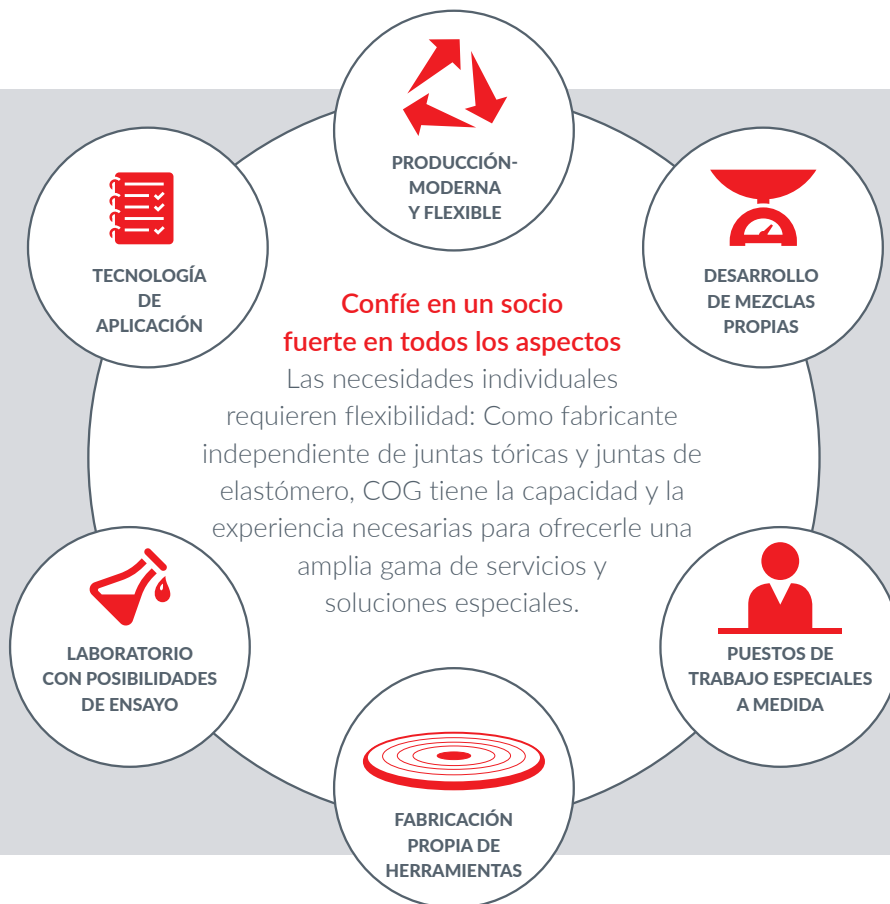 PRODUCCIÓN-
MODERNA
Y FLEXIBLE
TECNOLOGÍA
DE
APLICACIÓN
DESARROLLO
DE MEZCLAS
PROPIAS
Confíe en un socio
fuerte en todos los aspectos
Las necesidades individuales
requieren flexibilidad: Como fabricante
independiente de juntas tóricas y juntas de
elastómero, COG tiene la capacidad y la
experiencia necesarias para ofrecerle una
amplia gama de servicios y
soluciones especiales.
LABORATORIO
CON POSIBILIDADES
DE ENSAYO
PUESTOS DE
TRABAJO ESPECIALES
A MEDIDA
FABRICACIÓN
PROPIA DE
HERRAMIENTAS